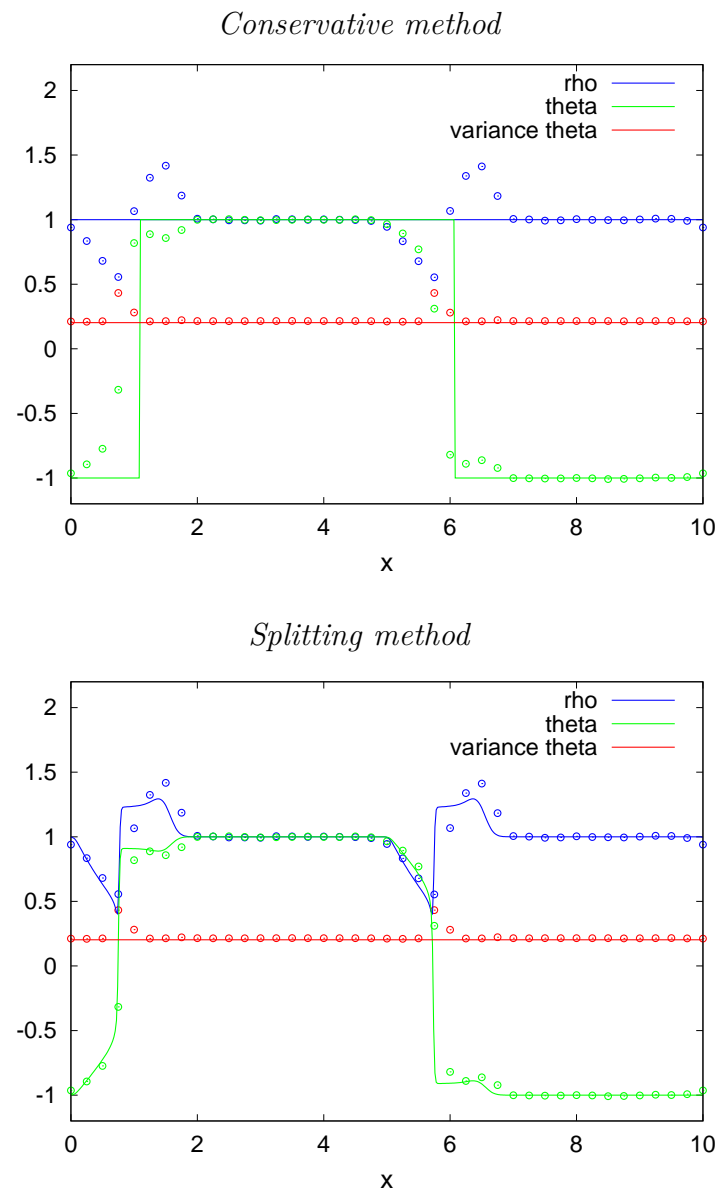 Conservative method
2
rho
theta
variance theta
1.5
1
0.5
0
-0.5
-1
0 2 4 6 8 10
x
Splitting method
2
rho
theta
variance theta
1.5
1
0.5
0
-0.5
-1
0 2 4 6 8 10
x